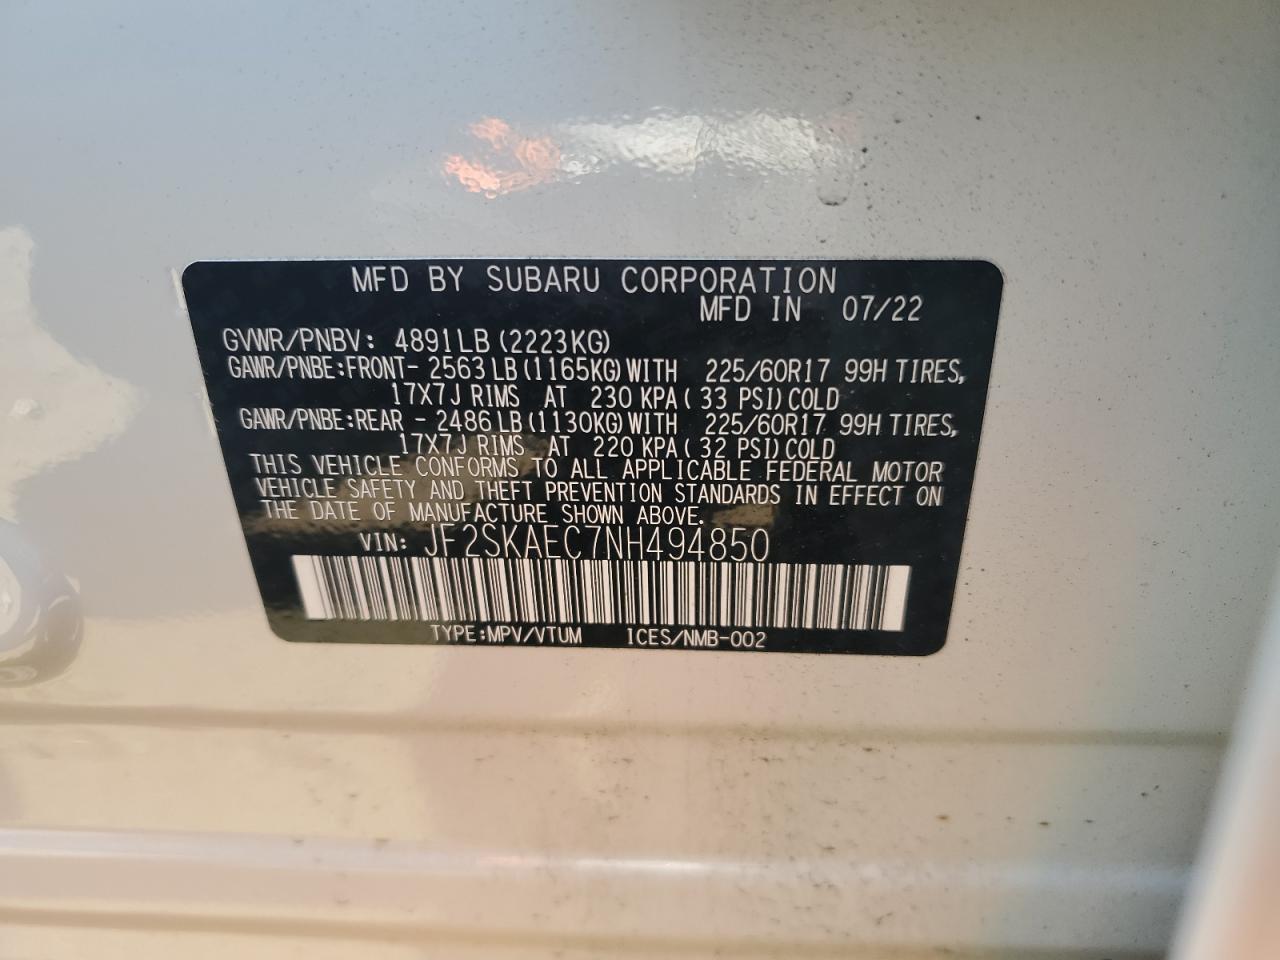 MFD BY SUBARU CORPORATION
MFD IN 07/22
GVWR/PNBV: 4891LB (2223KG)
GAWR/PNBE:FRONT- 2563LB (1165KG) WITH 225/60R17 99H TIRES,
17X7J RIMS AT 230 KPA( 33 PSI) COLD
GAWR/PNBE:REAR - 2486LB (1130KG) WITH 225/60R17 99H TIRES,
17X7J RIMS AT 220 KPA( 32 PSI) COLD
THIS VEHICLE CONFORMS TO ALL APPLICABLE FEDERAL MOTOR
VEHICLE SAFETY AND THEFT PREVENTION STANDARDS IN EFFECT ON
THE DATE OF MANUFACTURE SHOWN ABOVE.
VIN: JF2SKAEC7NH494850
TYPE:MPV/VTUM ICES/NMB-002